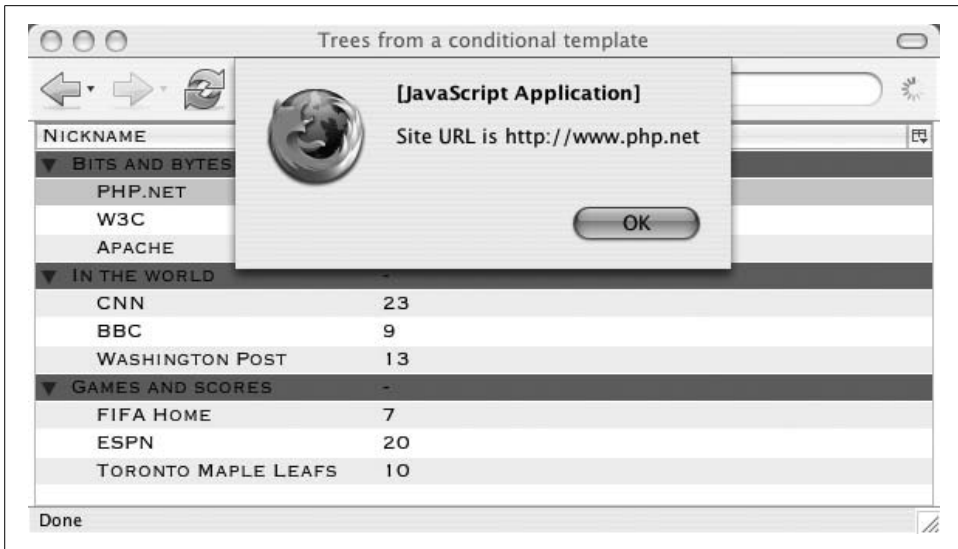 Trees from a conditional template
[JavaScript Application]
Site URL is http://www.php.net
OK
NICKNAME
▼ BITS AND BYTES
PHP.NET
W3C
APACHE
▼ IN THE WORLD -
CNN 23
BBC 9
WASHINGTON POST 13
▼ GAMES AND SCORES -
FIFA HOME 7
ESPN 20
TORONTO MAPLE LEAFS 10
Done